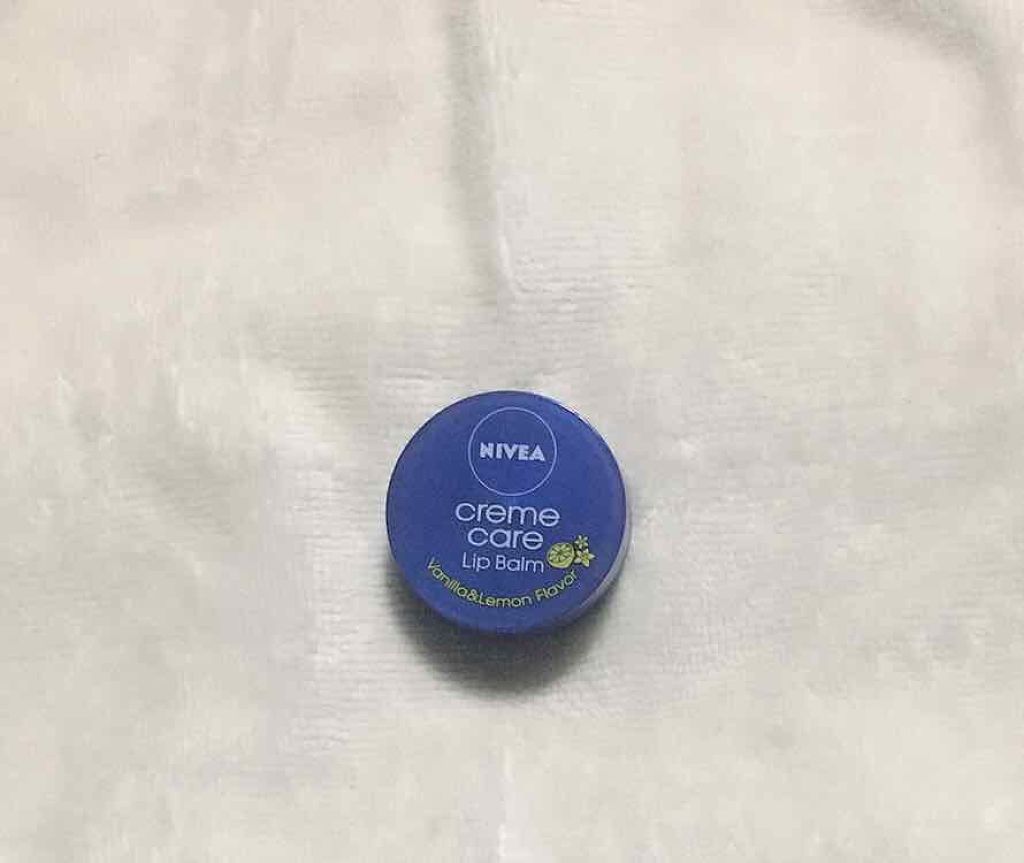 NIVEA
creme
care
Lip Balm
Vanilla&Lemon Flavor